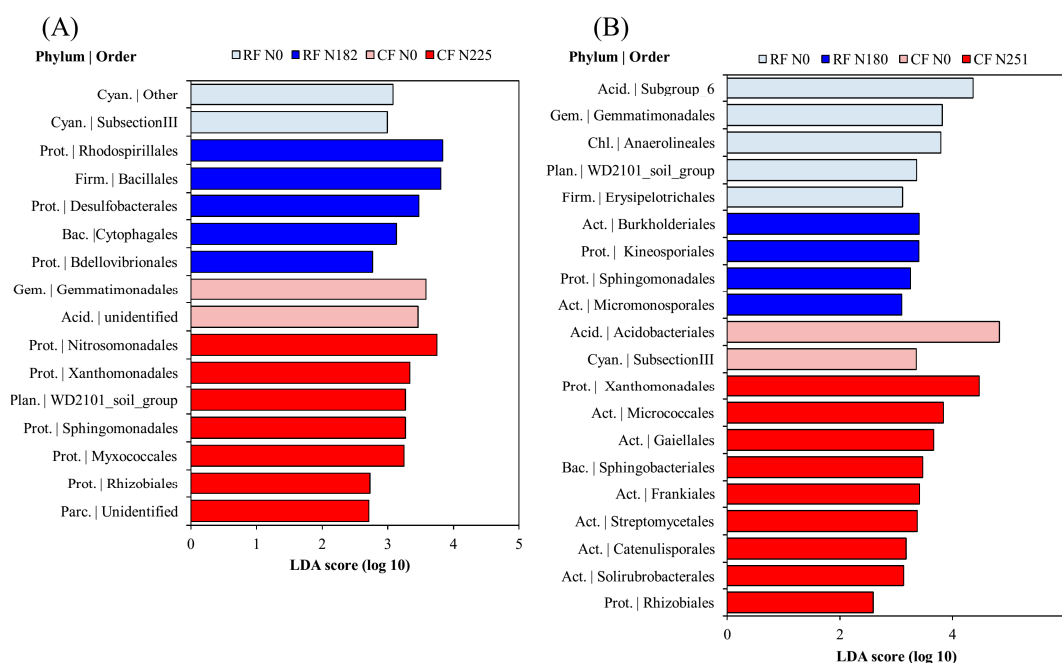 (A)
Phylum | Order
RF N0 RF N182 CF N0 CF N225
Cyan. | Other
Cyan. | SubsectionIII
Prot. | Rhodospirillales
Firm. | Bacillales
Prot. | Desulfobacterales
Bac. |Cytophagales
Prot. | Bdellovibrionales
Gem. | Gemmatimonadales
Acid. | unidentified
Prot. | Nitrosomonadales
Prot. | Xanthomonadales
Plan. | WD2101_soil_group
Prot. | Sphingomonadales
Prot. | Myxococcales
Prot. | Rhizobiales
Parc. | Unidentified
0 1 2 3 4 5
LDA score (log 10)
(B)
Phylum | Order
RF N0 RF N180 CF N0 CF N251
Acid. | Subgroup_6
Gem. | Gemmatimonadales
Chl. | Anaerolineales
Plan. | WD2101_soil_group
Firm. | Erysipelotrichales
Act. | Burkholderiales
Prot. | Kineosporiales
Prot. | Sphingomonadales
Act. | Micromonosporales
Acid. | Acidobacteriales
Cyan. | SubsectionIII
Prot. | Xanthomonadales
Act. | Micrococcales
Act. | Gaiellales
Bac. | Sphingobacteriales
Act. | Frankiales
Act. | Streptomycetales
Act. | Catenulisporales
Act. | Solirubrobacterales
Prot. | Rhizobiales
0 2 4
LDA score (log 10)